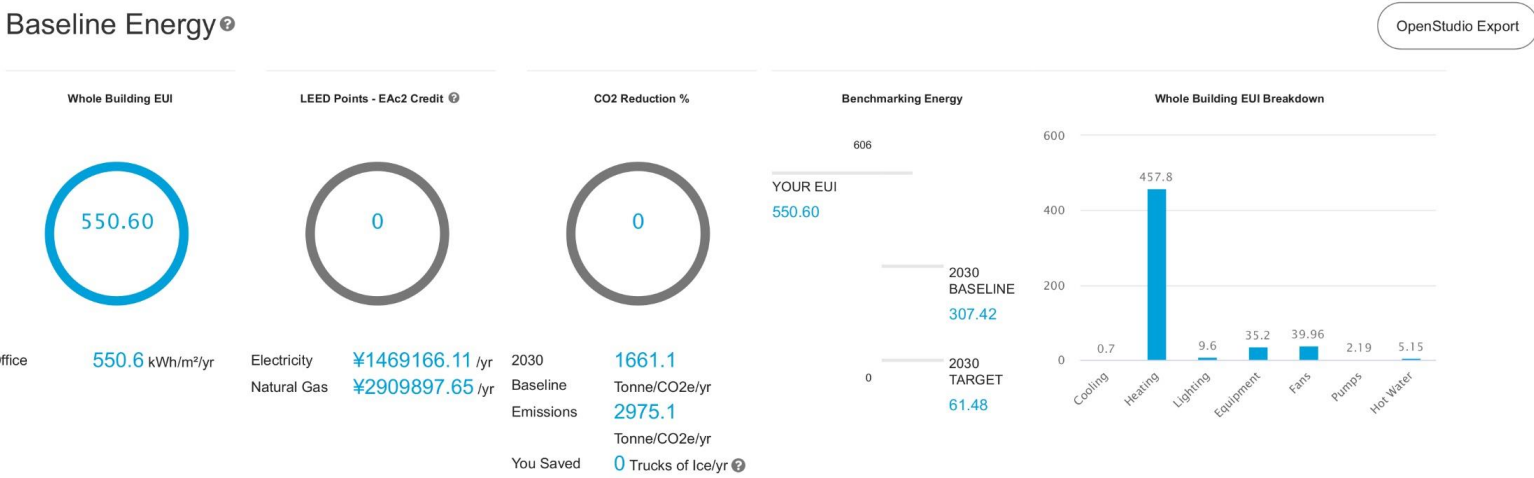 Baseline Energy
OpenStudio Export
Whole Building EUI
550.60
ffice 550.6 kWh/m²/yr
LEED Points - EAc2 Credit
0
Electricity ¥1469166.11 /yr
Natural Gas ¥2909897.65 /yr
CO2 Reduction %
0
2030 1661.1
Baseline Tonne/CO2e/yr
Emissions 2975.1
Tonne/CO2e/yr
You Saved 0 Trucks of Ice/yr
Benchmarking Energy
606
YOUR EUI
550.60
2030
BASELINE
307.42
2030
TARGET
0
61.48
Whole Building EUI Breakdown
600
400
200
0
0.7
457.8
9.6
35.2
39.96
2.19
5.15
Cooling
Heating
Lighting
Equipment
Fans
Pumps
Hot Water